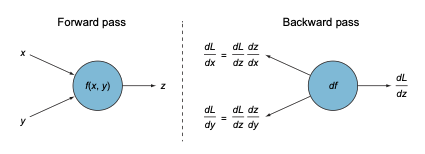 Forward pass
x
y
f(x, y)
z
Backward pass
dL/dx = dL/dz dz/dx
dL/dy = dL/dz dz/dy
df
dL/dz